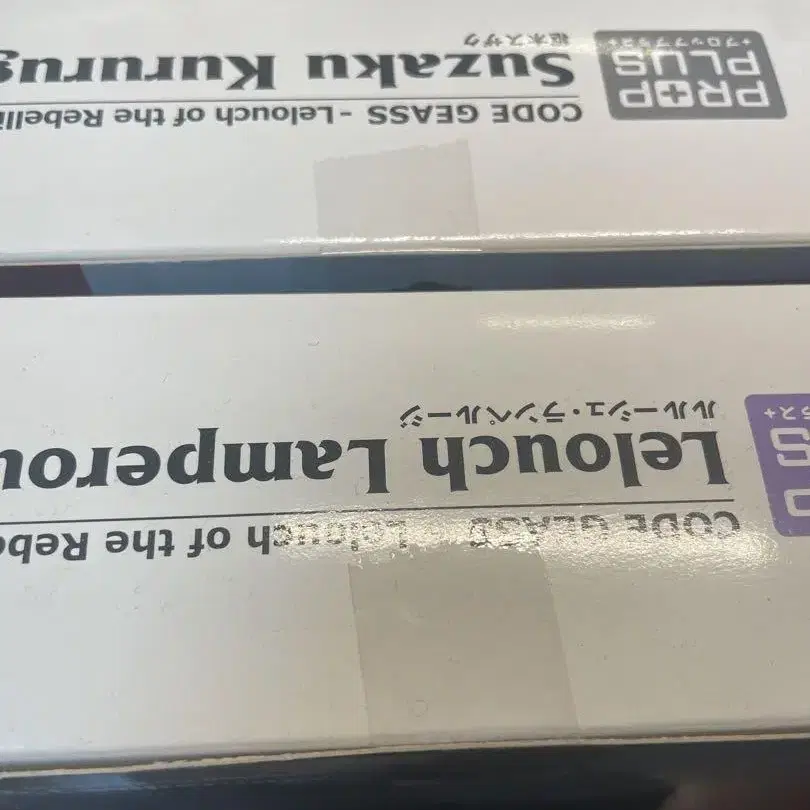 PROP
PLUS
+プロッププラス+
CODE GEASS - Lelouch of the Rebelli
Suzaku Kururug
枢木スザク
CODE GEASS - Lelouch of the Rebe
Lelouch Lamperou
ルルーシュ・ランペルージ